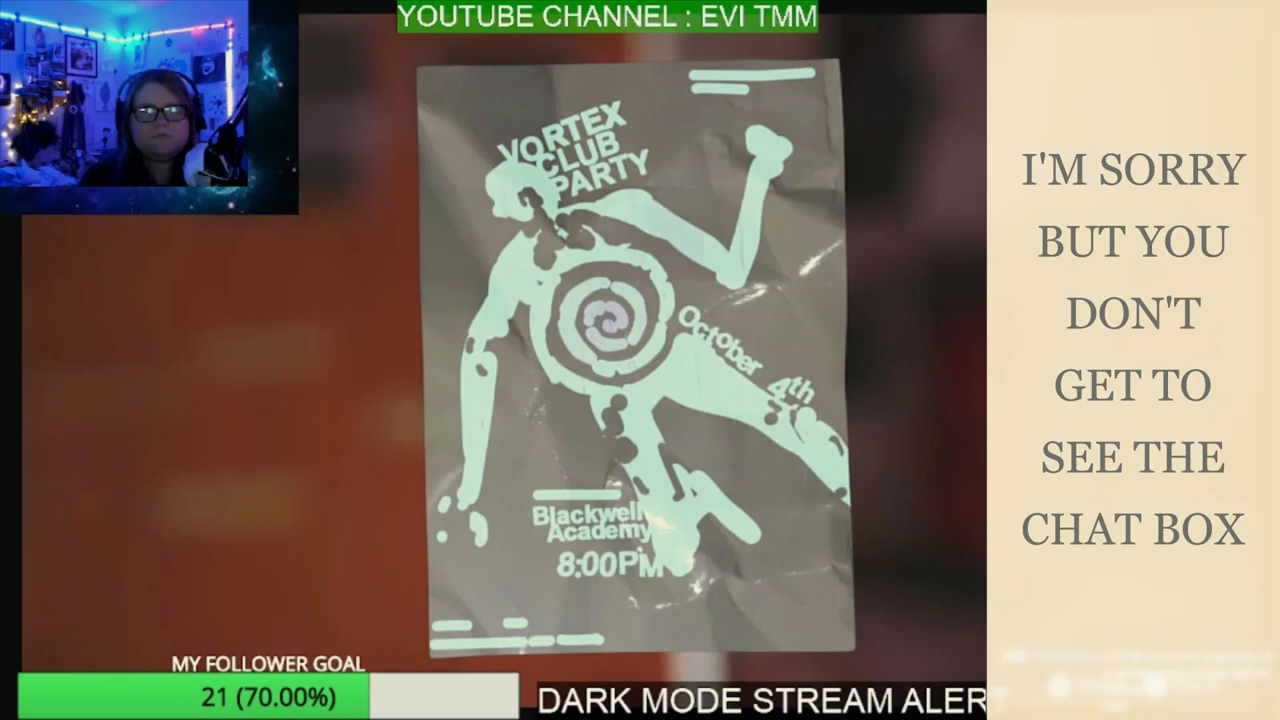 YOUTUBE CHANNEL : EVI TMM
VORTEX
CLUB
PARTY
October 4th
Blackwell
Academy
8:00PM
MY FOLLOWER GOAL
21 (70.00%)
DARK MODE STREAM ALERT
I'M SORRY
BUT YOU
DON'T
GET TO
SEE THE
CHAT BOX